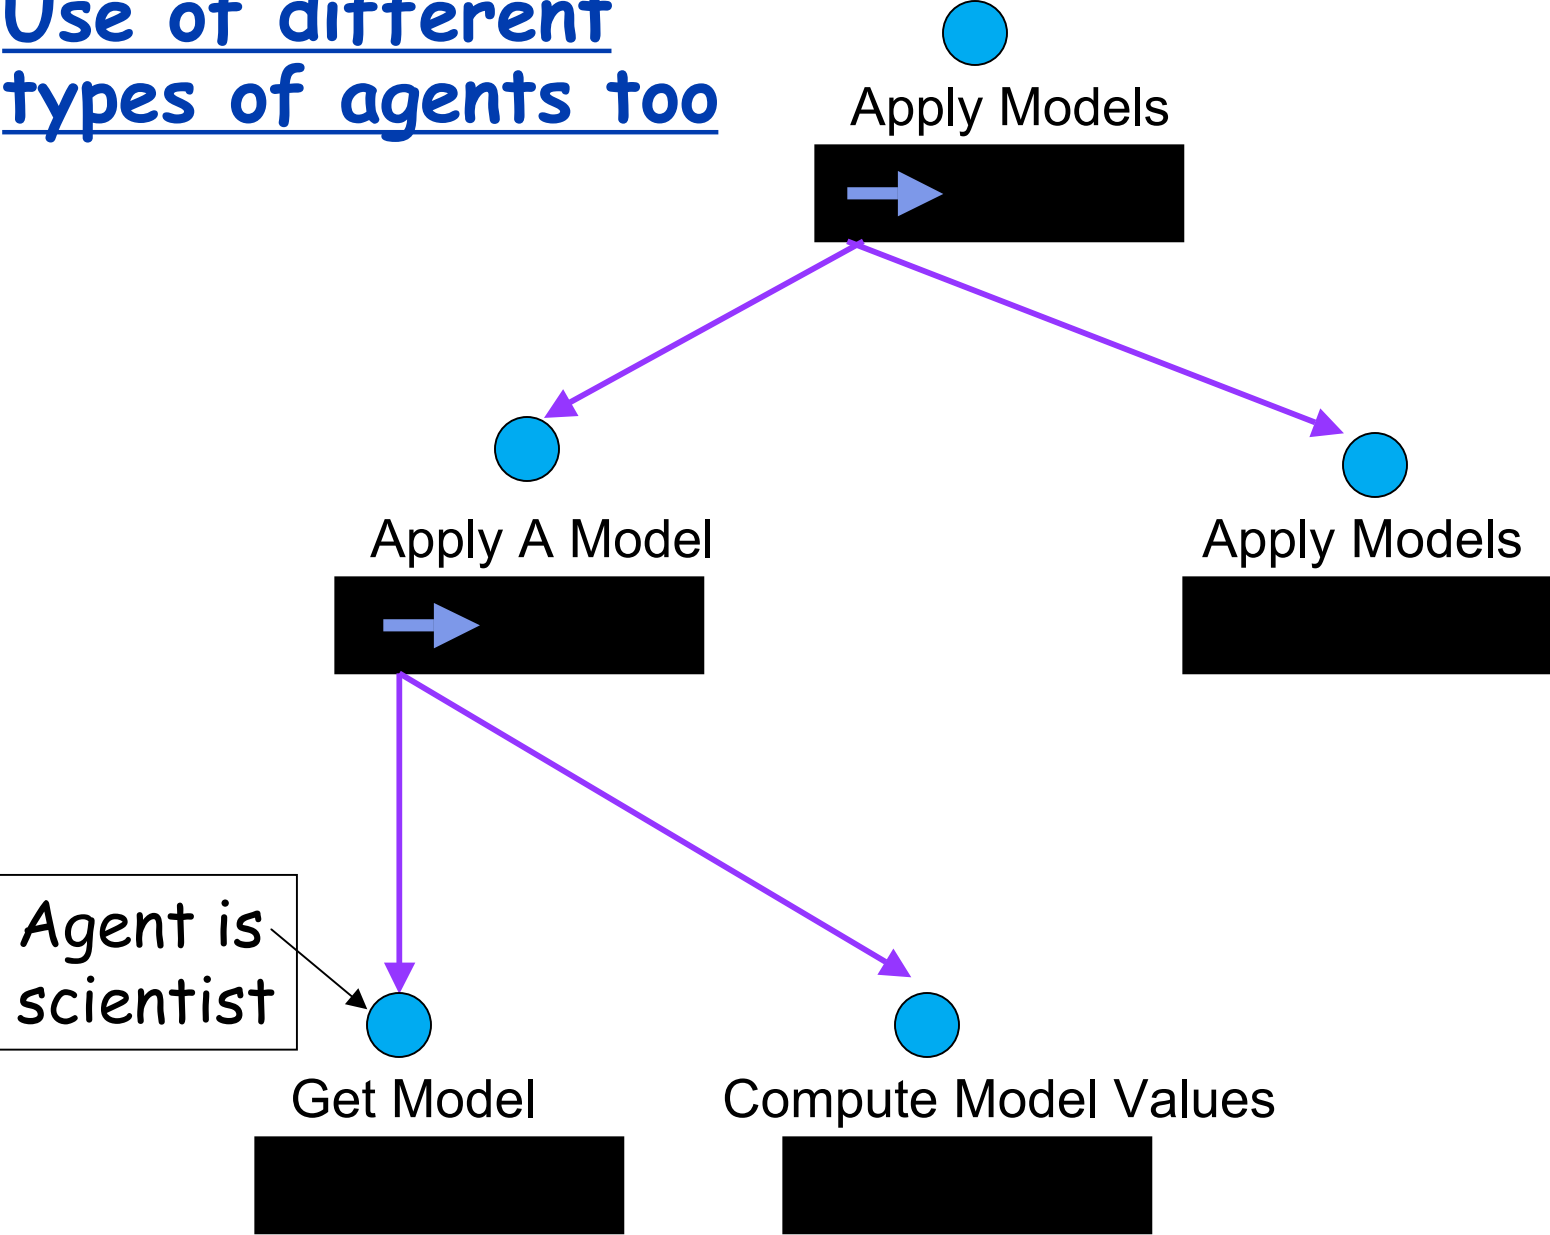 Use of different
types of agents too
Apply Models
Apply A Model
Apply Models
Agent is
scientist
Get Model
Compute Model Values